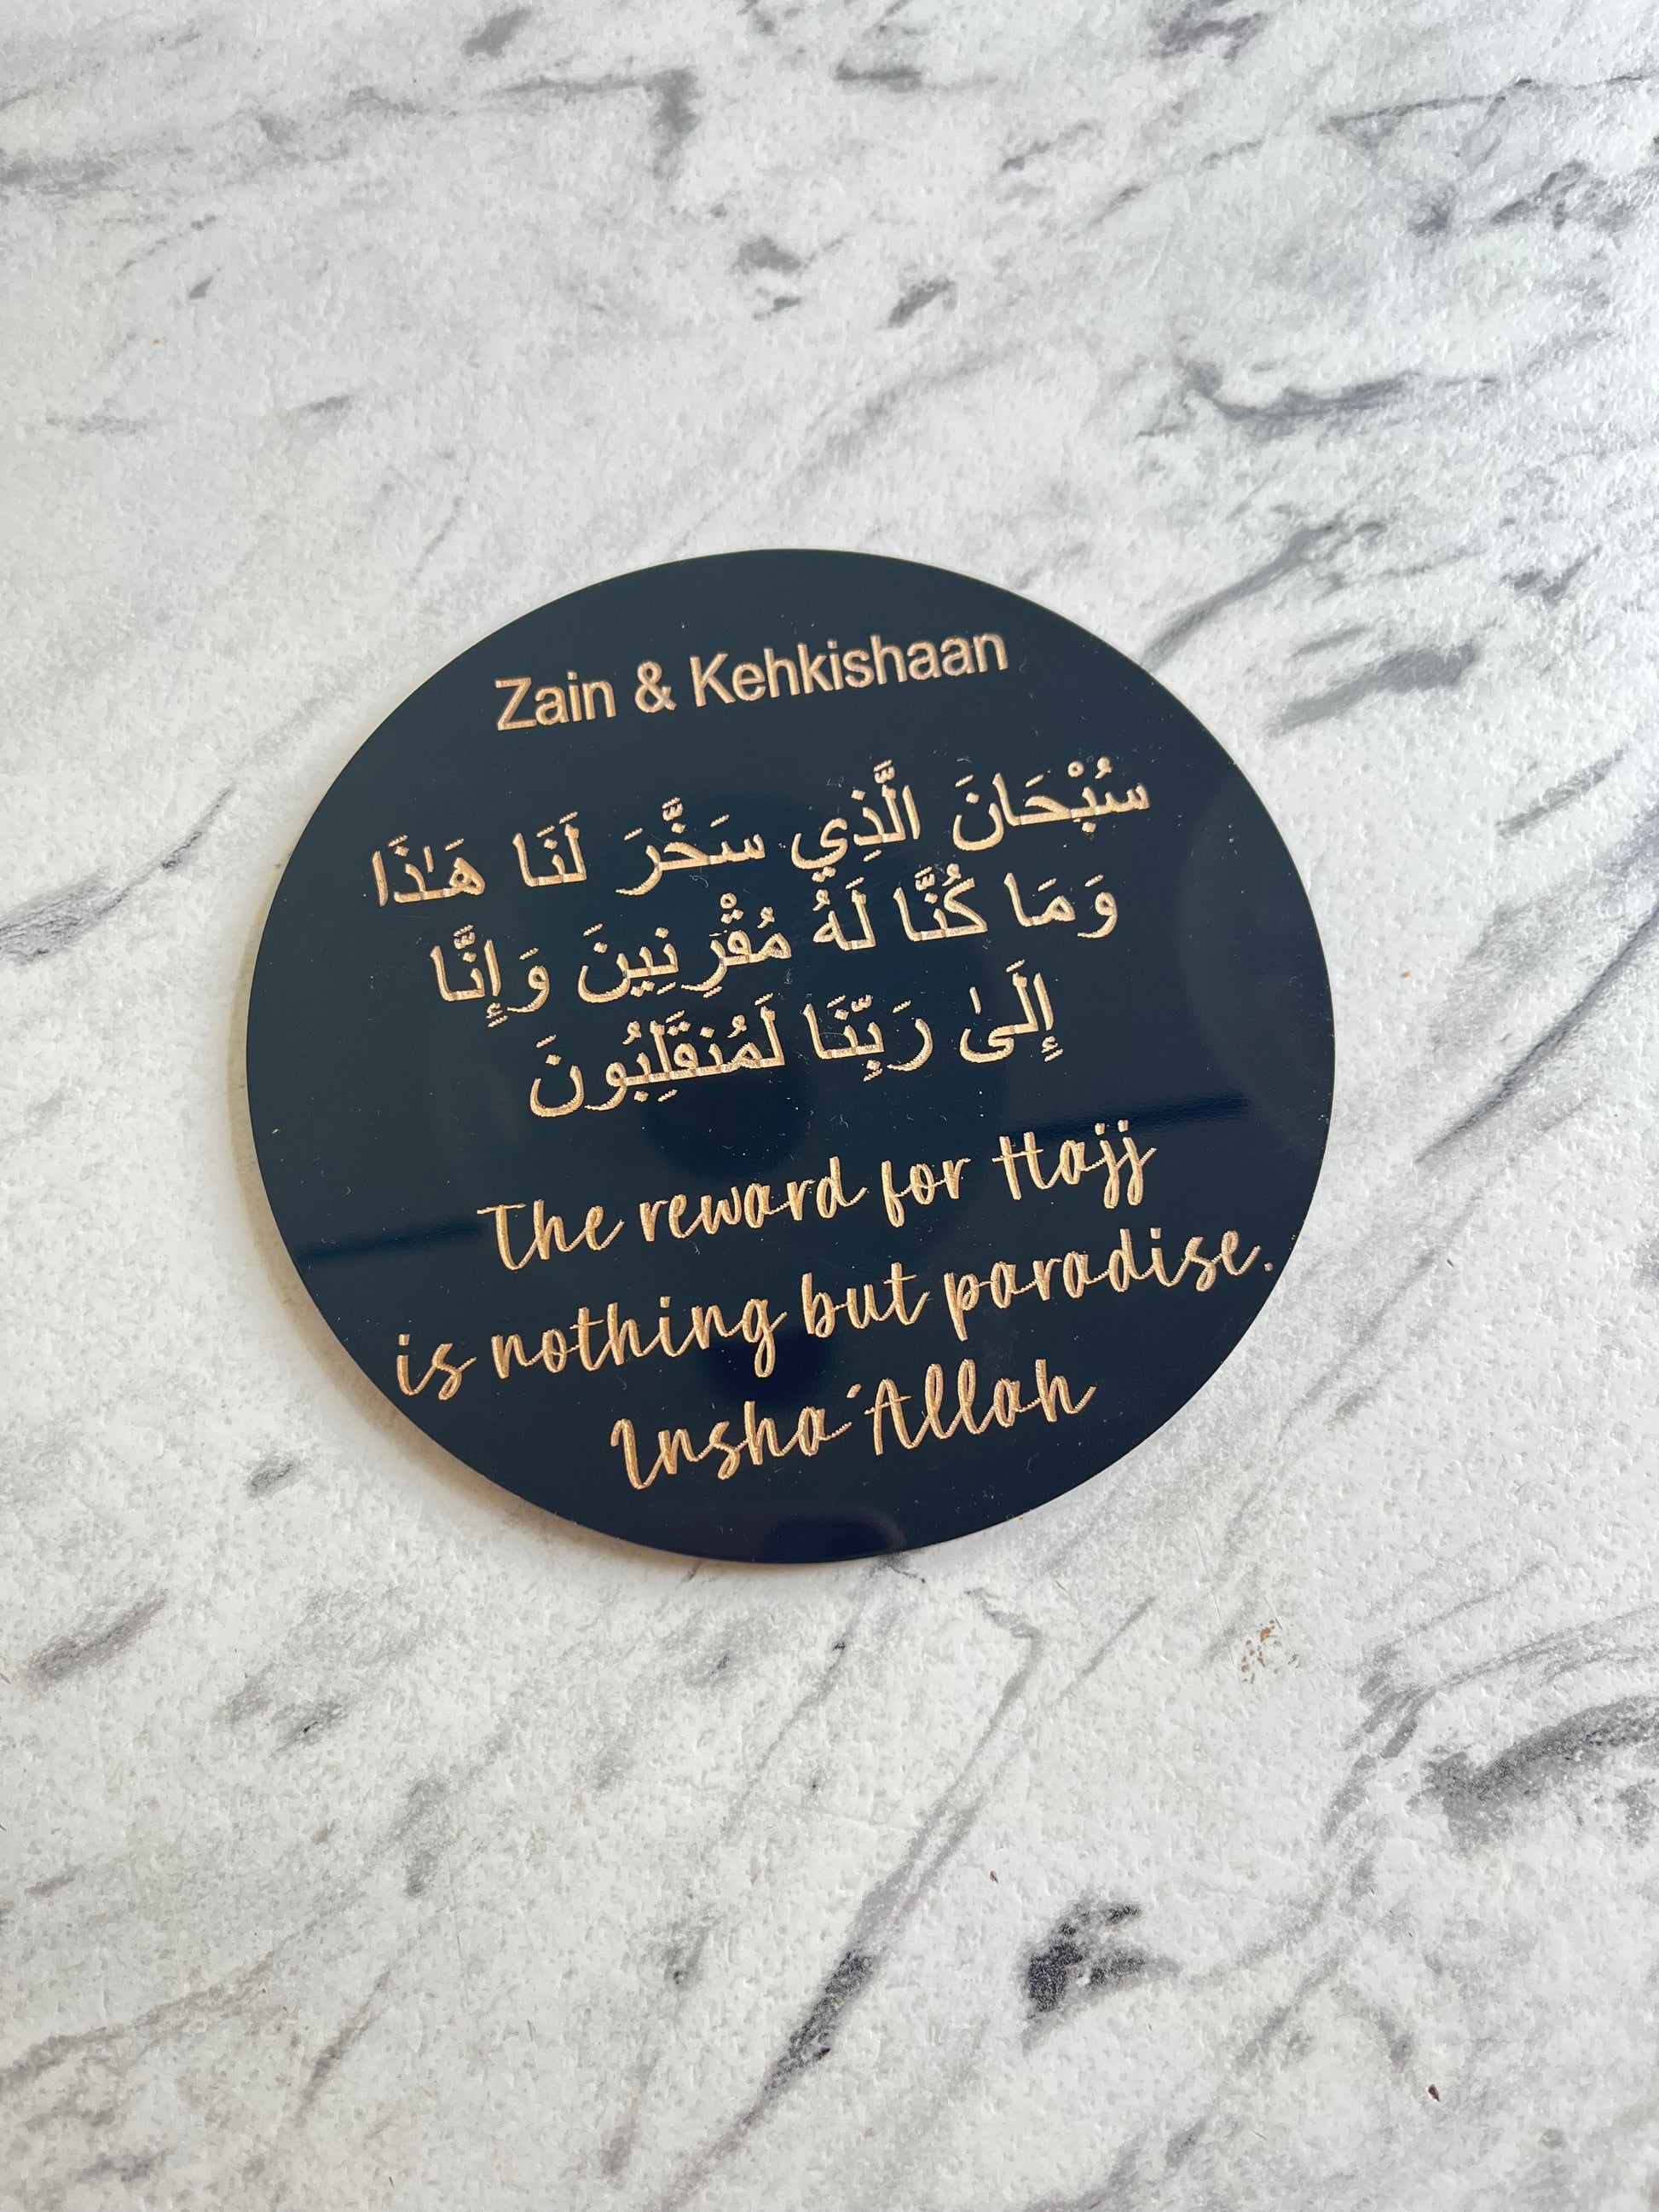 Zain & Kehkishaan
سُبْحَانَ الَّذِي سَخَّرَ لَنَا هَـٰذَا
وَمَا كُنَّا لَهُ مُقْرِنِينَ وَإِنَّا
إِلَىٰ رَبِّنَا لَمُنقَلِبُونَ
The reward for Hajj
is nothing but paradise.
Insha'Allah